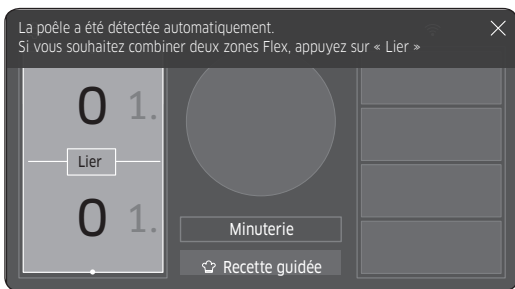 La poêle a été détectée automatiquement.
Si vous souhaitez combiner deux zones Flex, appuyez sur « Lier »
0 1.
Lier
0 1.
Minuterie
Recette guidée